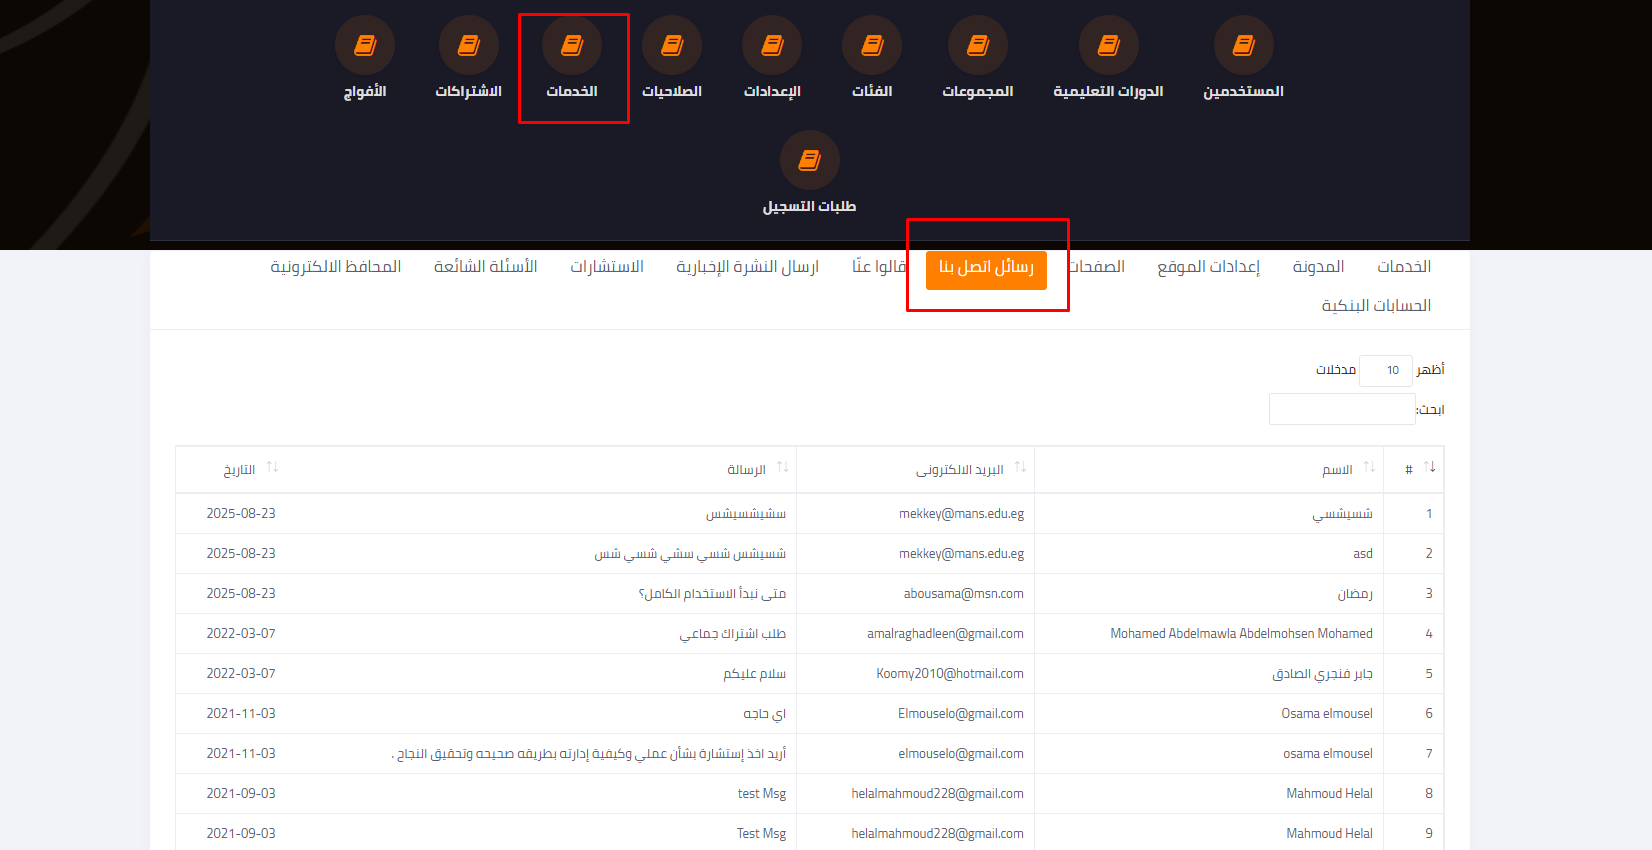 المستخدمين الدورات التعليمية المجموعات الفئات الإعدادات الصلاحيات الخدمات الاشتراكات الأفواج
طلبات التسجيل
الخدمات المدونة إعدادات الموقع الصفحات رسائل اتصل بنا قالوا عنّا ارسال النشرة الإخبارية الاستشارات الأسئلة الشائعة المحافظ الالكترونية
الحسابات البنكية
أظهر 10 مدخلات
ابحث:
# الاسم البريد الالكترونى الرسالة التاريخ
1 شسيشسي mekkey@mans.edu.eg سشيشسيشس 2025-08-23
2 asd mekkey@mans.edu.eg شسيشس شسي سشي شسي شس 2025-08-23
3 رمضان abousama@msn.com متى نبدأ الاستخدام الكامل؟ 2025-08-23
4 Mohamed Abdelmawla Abdelmohsen Mohamed amalraghadleen@gmail.com طلب اشتراك جماعي 2022-03-07
5 جابر فنجري الصادق Koomy2010@hotmail.com سلام عليكم 2022-03-07
6 Osama elmousel Elmouselo@gmail.com اي حاجه 2021-11-03
7 osama elmousel elmouselo@gmail.com أريد اخذ إستشارة بشأن عملي وكيفية إدارته بطريقه صحيحه وتحقيق النجاح . 2021-11-03
8 Mahmoud Helal helalmahmoud228@gmail.com test Msg 2021-09-03
9 Mahmoud Helal helalmahmoud228@gmail.com Test Msg 2021-09-03